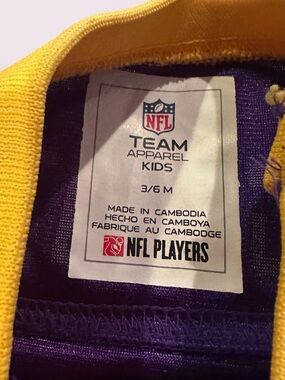 NFL
TEAM
APPAREL
KIDS
3/6 M
MADE IN CAMBODIA
HECHO EN CAMBOYA
FABRIQUE AU CAMBODGE
NFL PLAYERS